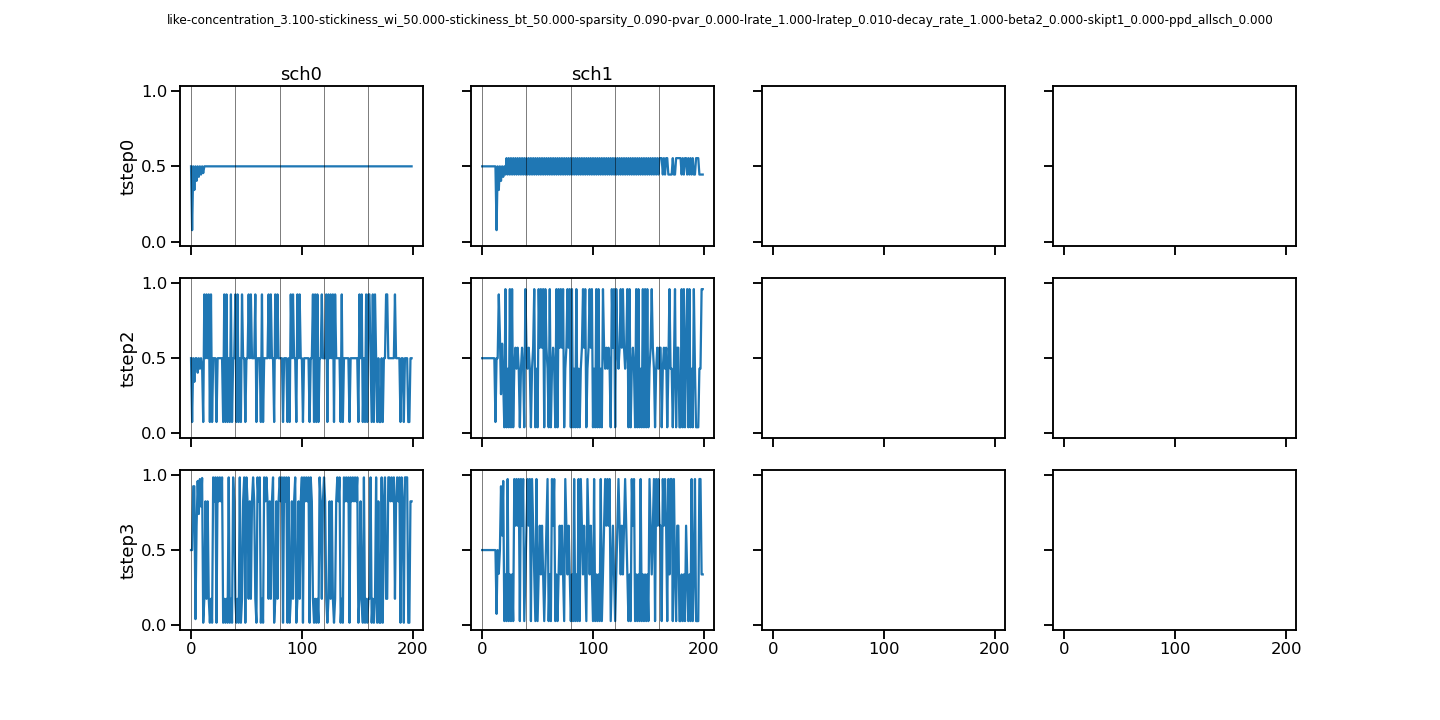 like-concentration_3.100-stickiness_wi_50.000-stickiness_bt_50.000-sparsity_0.090-pvar_0.000-lrate_1.000-lratep_0.010-decay_rate_1.000-beta2_0.000-skipt1_0.000-ppd_allsch_0.000
sch0 sch1
1.0
tstep0 0.5
0.0
1.0
tstep2 0.5
0.0
1.0
tstep3 0.5
0.0
0 100 200 0 100 200 0 100 200 0 100 200